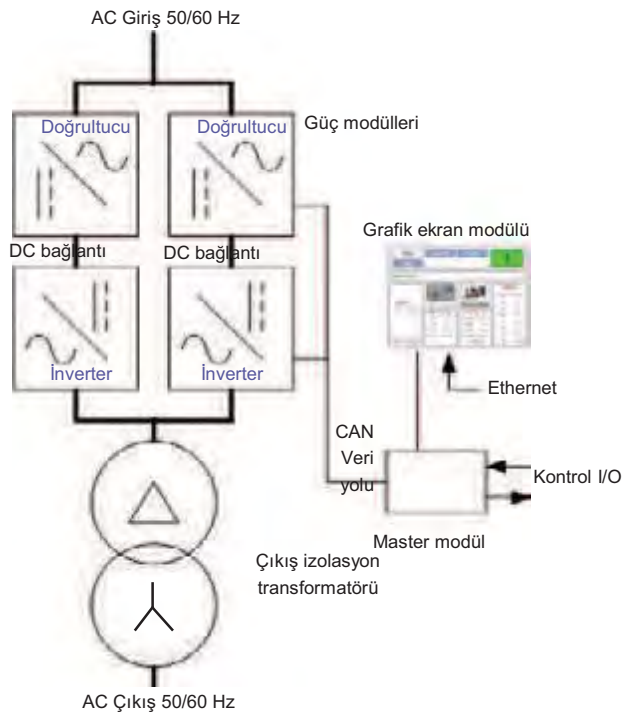 AC Giriş 50/60 Hz
Doğrultucu
Doğrultucu
Güç modülleri
Grafik ekran modülü
DC bağlantı
DC bağlantı
İnverter
İnverter
Ethernet
CAN
Veri
yolu
Kontrol I/O
Master modül
Çıkış izolasyon
transformatörü
AC Çıkış 50/60 Hz